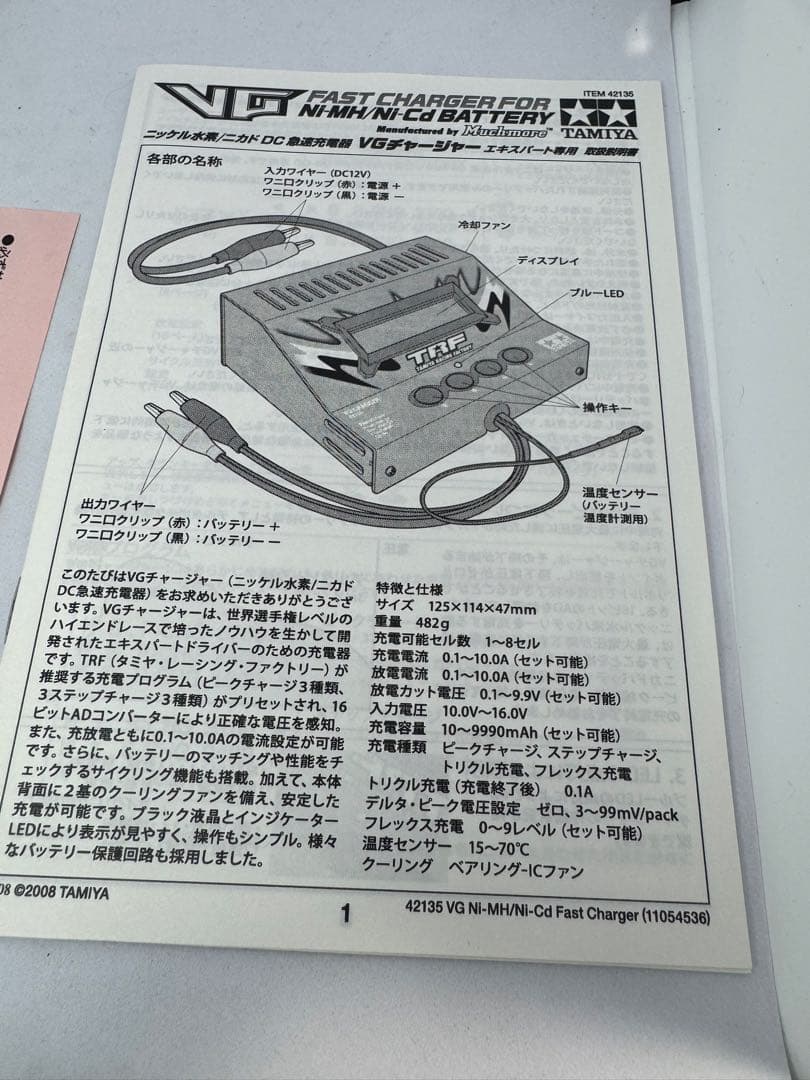 VG FAST CHARGER FOR
Ni-MH/Ni-Cd BATTERY
Manufactured by Muchmore
ITEM 42135
TAMIYA
ニッケル水素/ニカド DC 急速充電器 VGチャージャー エキスパート専用 取扱説明書
各部の名称
入力ワイヤー（DC12V）
ワニ口クリップ（赤）：電源 +
ワニ口クリップ（黒）：電源 −
冷却ファン
ディスプレイ
ブルーLED
TRF
TAMIYA RACING FACTORY
操作キー
温度センサー
（バッテリー
温度計測用）
出力ワイヤー
ワニ口クリップ（赤）：バッテリー +
ワニ口クリップ（黒）：バッテリー −
このたびはVGチャージャー（ニッケル水素/ニカド
DC急速充電器）をお求めいただきありがとうござ
います。VGチャージャーは、世界選手権レベルの
ハイエンドレースで培ったノウハウを生かして開
発されたエキスパートドライバーのための充電器
です。TRF（タミヤ・レーシング・ファクトリー）が
推奨する充電プログラム（ピークチャージ３種類、
３ステップチャージ３種類）がプリセットされ、16
ビットADコンバーターにより正確な電圧を感知。
また、充放電ともに0.1〜10.0Aの電流設定が可能
です。さらに、バッテリーのマッチングや性能をチ
ェックするサイクリング機能も搭載。加えて、本体
背面に２基のクーリングファンを備え、安定した
充電が可能です。ブラック液晶とインジケーター
LEDにより表示が見やすく、操作もシンプル。様々
なバッテリー保護回路も採用しました。
特徴と仕様
サイズ 125×114×47mm
重量 482g
充電可能セル数 1〜8セル
充電電流 0.1〜10.0A（セット可能）
放電電流 0.1〜10.0A（セット可能）
放電カット電圧 0.1〜9.9V（セット可能）
入力電圧 10.0V〜16.0V
充電容量 10〜9990mAh（セット可能）
充電種類 ピークチャージ、ステップチャージ、
トリクル充電、フレックス充電
トリクル充電（充電終了後） 0.1A
デルタ・ピーク電圧設定 ゼロ、3〜99mV/pack
フレックス充電 0〜9レベル（セット可能）
温度センサー 15〜70℃
クーリング ベアリング-ICファン
08 ©2008 TAMIYA
1
42135 VG Ni-MH/Ni-Cd Fast Charger (11054536)